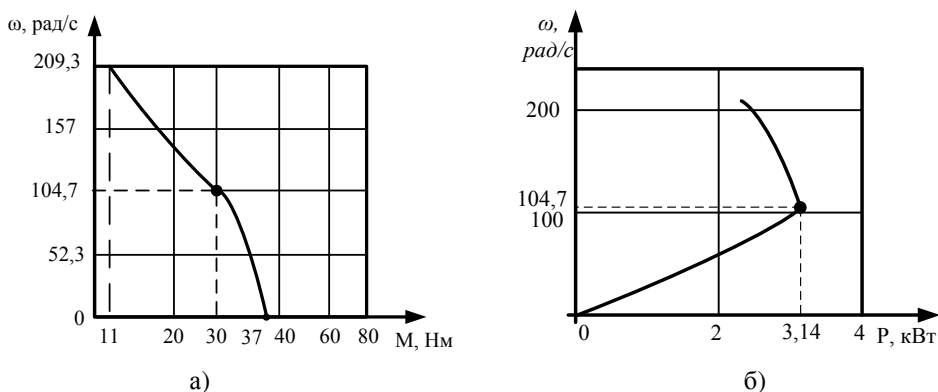 ω, рад/с
209,3
157
104,7
52,3
0
11 20 30 37 40 60 80
М, Нм
а)
ω,
рад/с
200
104,7
100
0 2 3,14 4 Р, кВт
б)